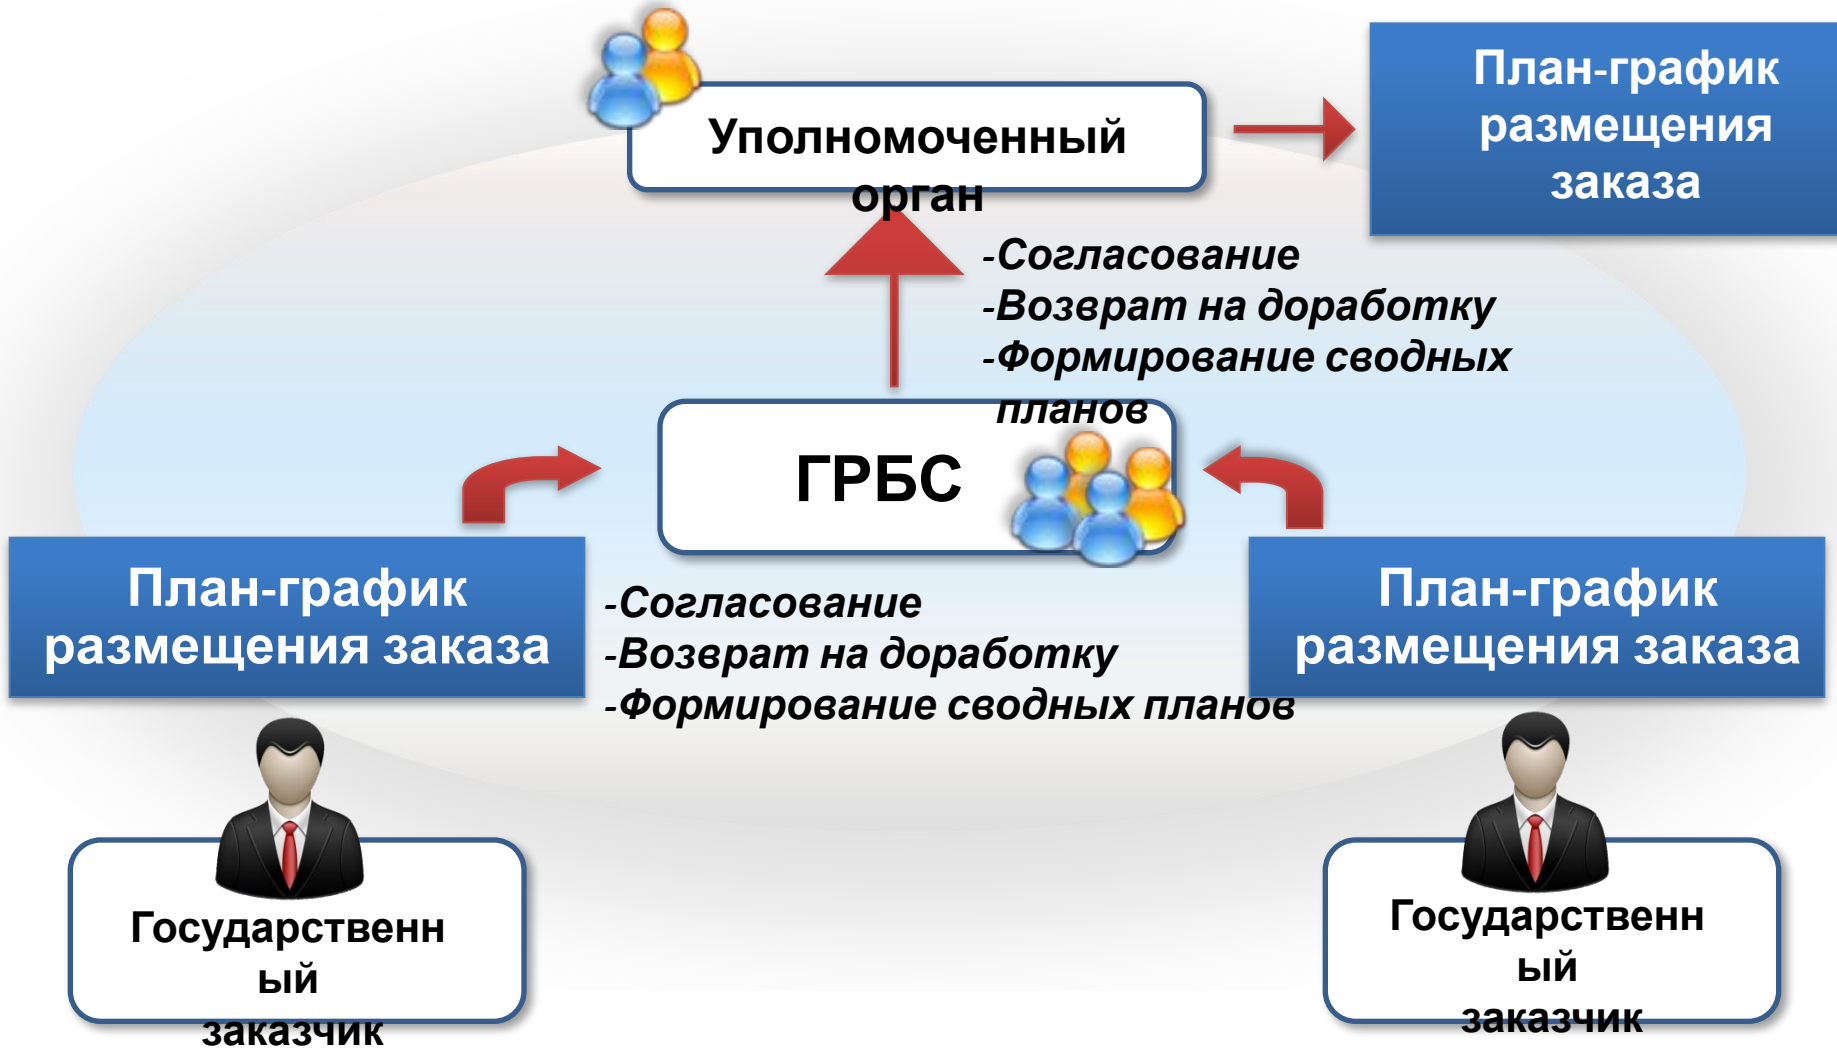 План-график
размещения
заказа
Уполномоченный
орган
-Согласование
-Возврат на доработку
-Формирование сводных
планов
ГРБС
План-график
размещения заказа
-Согласование
-Возврат на доработку
-Формирование сводных планов
План-график
размещения заказа
Государственн
ый
заказчик
Государственн
ый
заказчик